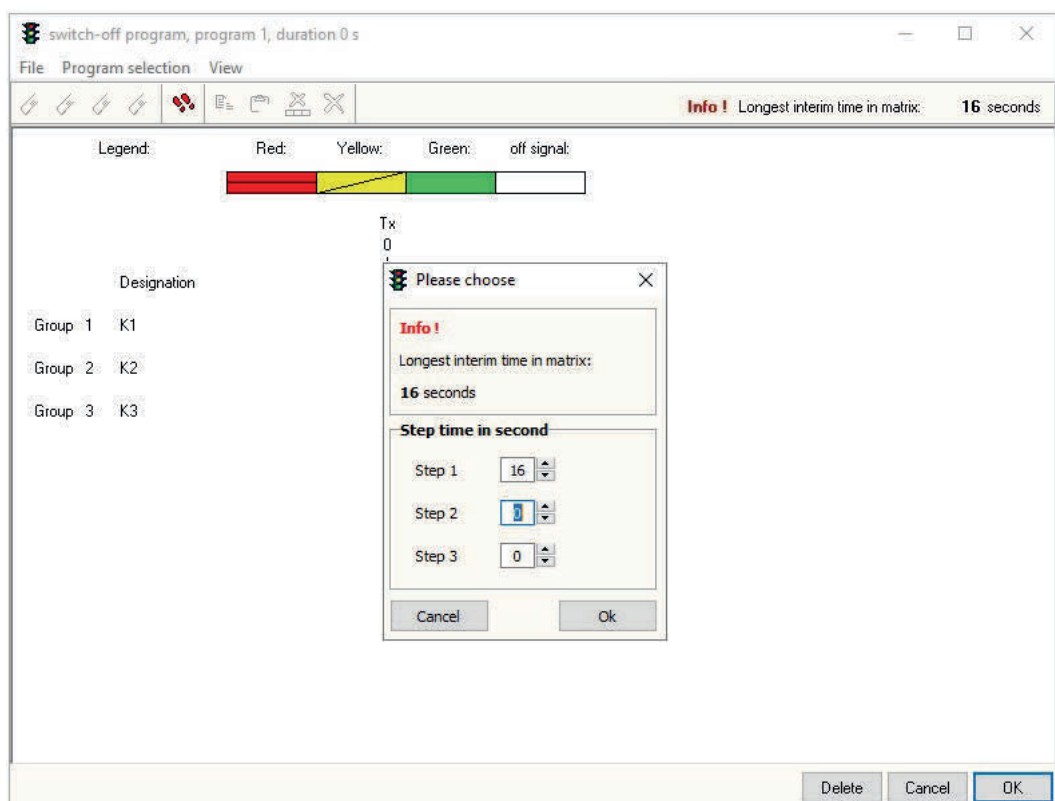 switch-off program, program 1, duration 0 s
File Program selection View
Info ! Longest interim time in matrix: 16 seconds
Legend: Red: Yellow: Green: off signal:
Tx
0
Designation
Group 1 K1
Group 2 K2
Group 3 K3
Please choose
Info !
Longest interim time in matrix:
16 seconds
Step time in second
Step 1 16
Step 2 0
Step 3 0
Cancel Ok
Delete Cancel OK